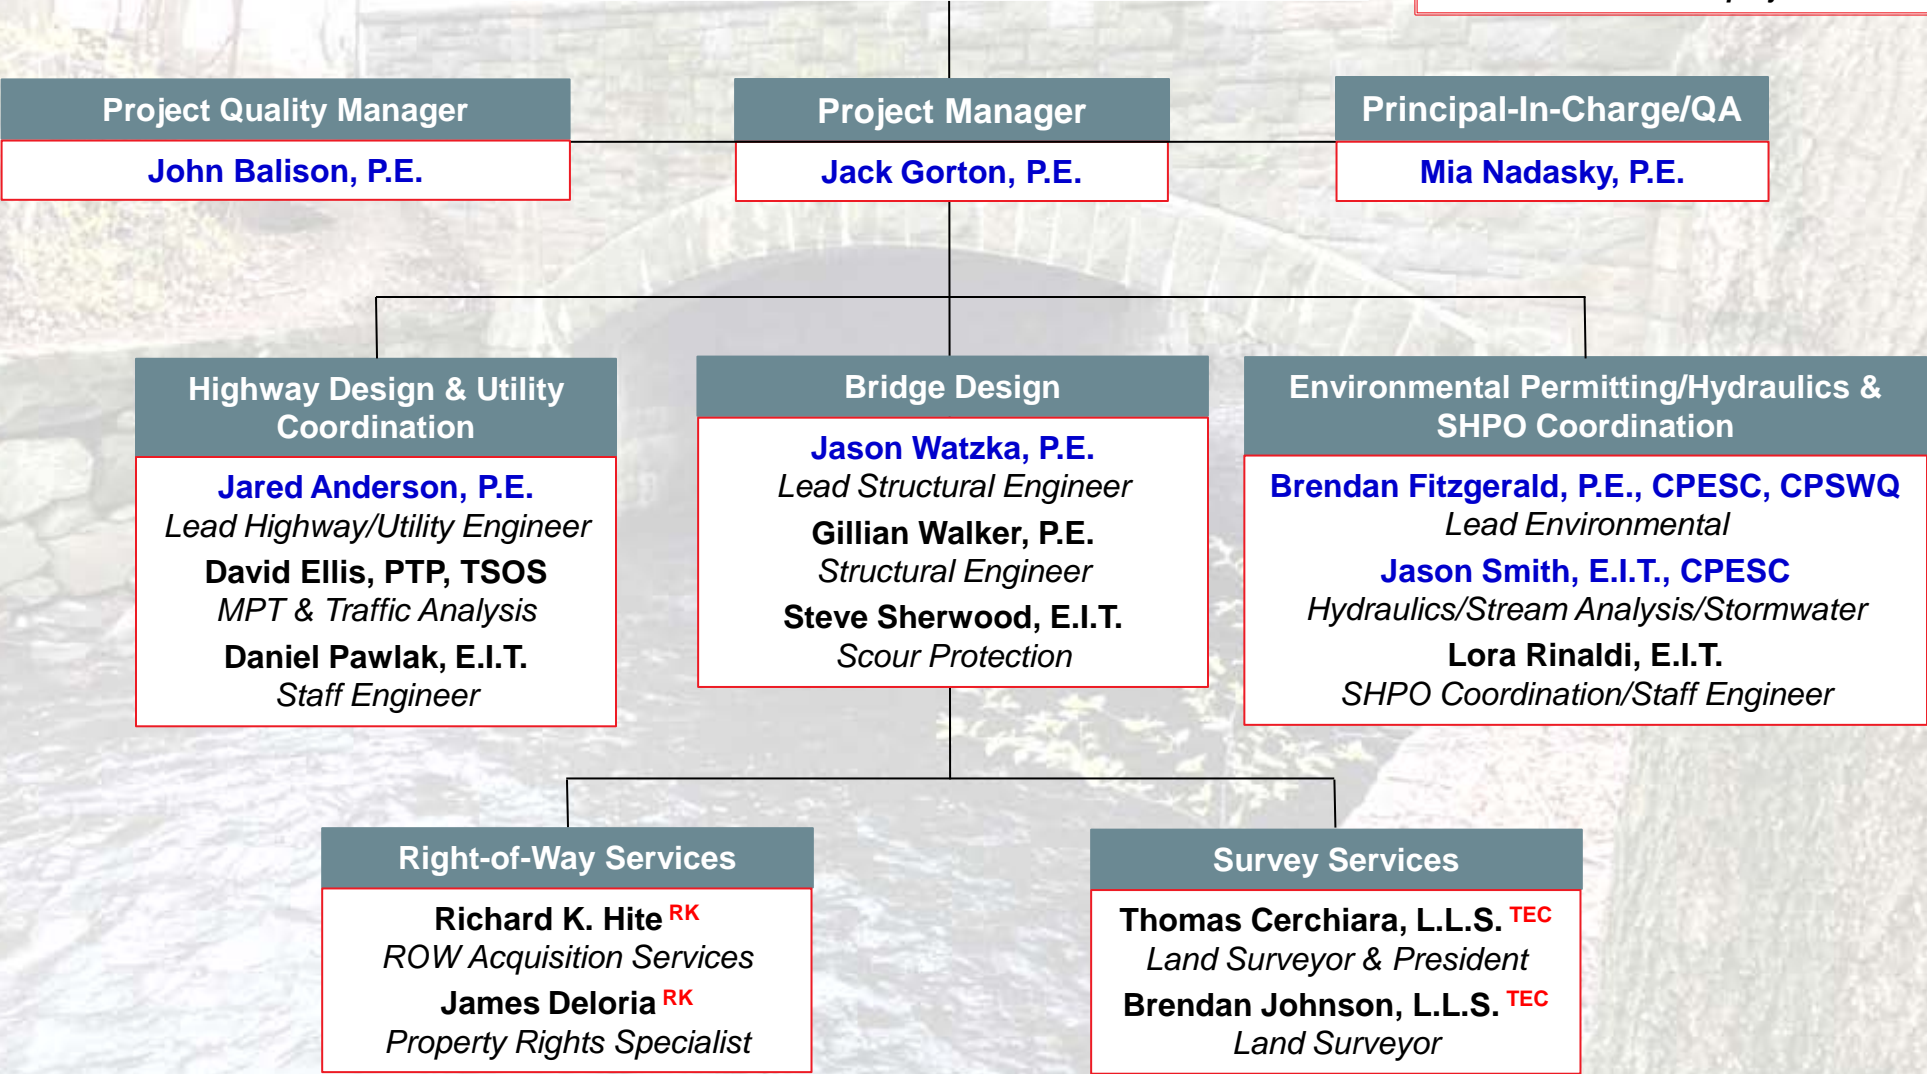 Project Quality Manager
John Balison, P.E.
Project Manager
Jack Gorton, P.E.
Principal-In-Charge/QA
Mia Nadasky, P.E.
Highway Design & Utility
Coordination
Jared Anderson, P.E.
Lead Highway/Utility Engineer
David Ellis, PTP, TSOS
MPT & Traffic Analysis
Daniel Pawlak, E.I.T.
Staff Engineer
Bridge Design
Jason Watzka, P.E.
Lead Structural Engineer
Gillian Walker, P.E.
Structural Engineer
Steve Sherwood, E.I.T.
Scour Protection
Environmental Permitting/Hydraulics &
SHPO Coordination
Brendan Fitzgerald, P.E., CPESC, CPSWQ
Lead Environmental
Jason Smith, E.I.T., CPESC
Hydraulics/Stream Analysis/Stormwater
Lora Rinaldi, E.I.T.
SHPO Coordination/Staff Engineer
Right-of-Way Services
Richard K. Hite RK
ROW Acquisition Services
James Deloria RK
Property Rights Specialist
Survey Services
Thomas Cerchiara, L.L.S. TEC
Land Surveyor & President
Brendan Johnson, L.L.S. TEC
Land Surveyor